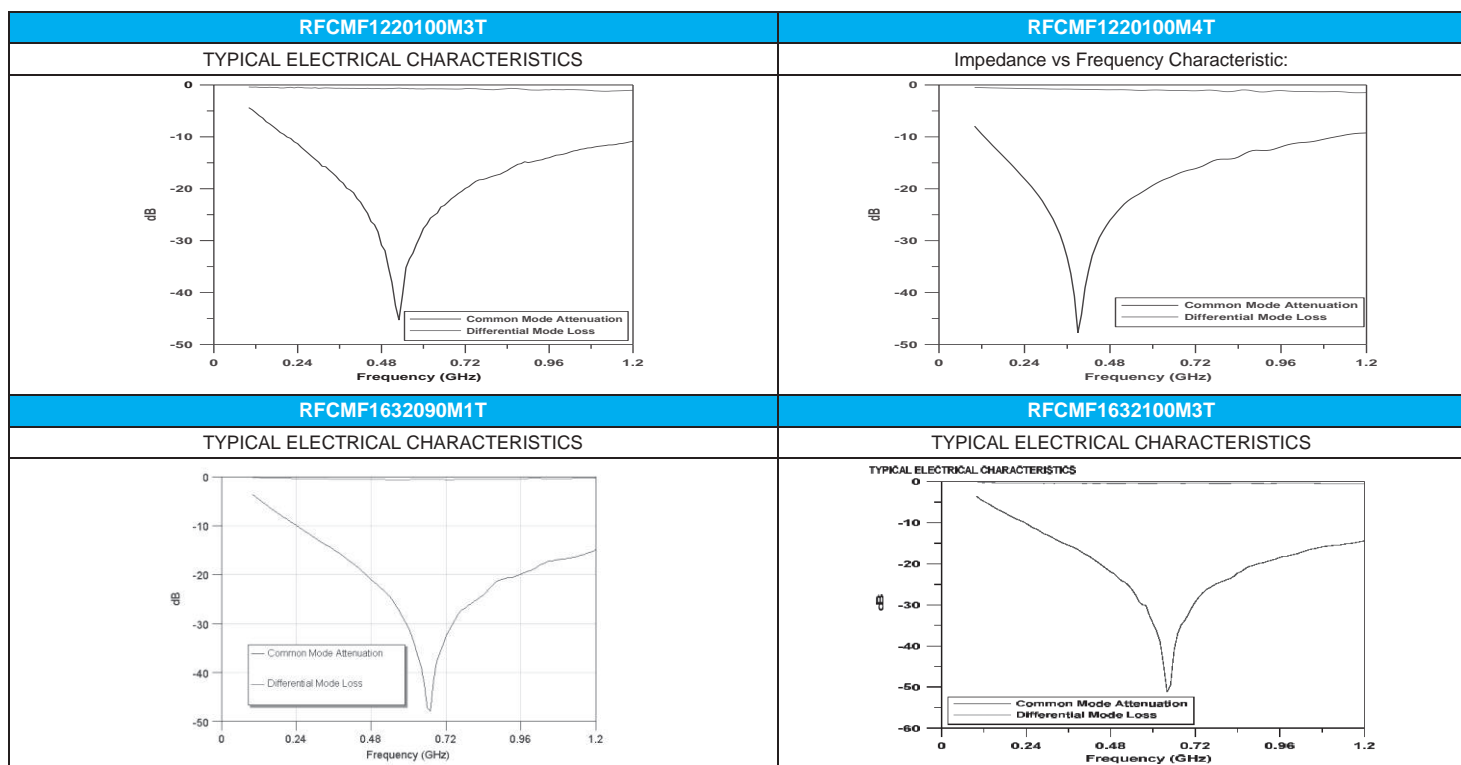 RFCMF1220100M3T
TYPICAL ELECTRICAL CHARACTERISTICS
0
-10
-20
-30
-40
-50
dB
Common Mode Attenuation
Differential Mode Loss
0
0.24
0.48
0.72
0.96
1.2
Frequency (GHz)
RFCMF1220100M4T
Impedance vs Frequency Characteristic:
0
-10
-20
-30
-40
-50
dB
Common Mode Attenuation
Differential Mode Loss
0
0.24
0.48
0.72
0.96
1.2
Frequency (GHz)
RFCMF1632090M1T
TYPICAL ELECTRICAL CHARACTERISTICS
0
-10
-20
-30
-40
-50
dB
Common Mode Attenuation
Differential Mode Loss
0
0.24
0.48
0.72
0.96
1.2
Frequency (GHz)
RFCMF1632100M3T
TYPICAL ELECTRICAL CHARACTERISTICS
TYPICAL ELECTRICAL CHARACTERISTICS
0
-10
-20
-30
-40
-50
-60
dB
Common Mode Attenuation
Differential Mode Loss
0
0.24
0.48
0.72
0.96
1.2
Frequency (GHz)